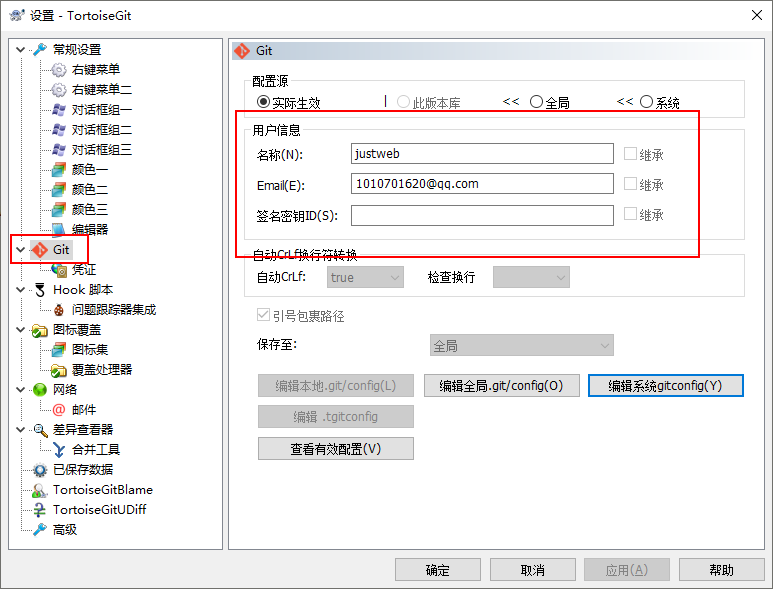 设置 - TortoiseGit
常规设置
右键菜单
右键菜单二
对话框组一
对话框组二
对话框组三
颜色一
颜色二
颜色三
编辑器
Git
凭证
Hook 脚本
问题跟踪器集成
图标覆盖
图标集
覆盖处理器
网络
邮件
差异查看器
合并工具
已保存数据
TortoiseGitBlame
TortoiseGitUDiff
高级
Git
配置源
实际生效 | 此版本库 << 全局 << 系统
用户信息
名称(N): justweb 继承
Email(E): 1010701620@qq.com 继承
签名密钥ID(S): 继承
自动CrLf换行符转换
自动CrLf: true 检查换行
引号包裹路径
保存至: 全局
编辑本地.git/config(L) 编辑全局.git/config(O) 编辑系统gitconfig(Y)
编辑 .tgitconfig
查看有效配置(V)
确定 取消 应用(A) 帮助